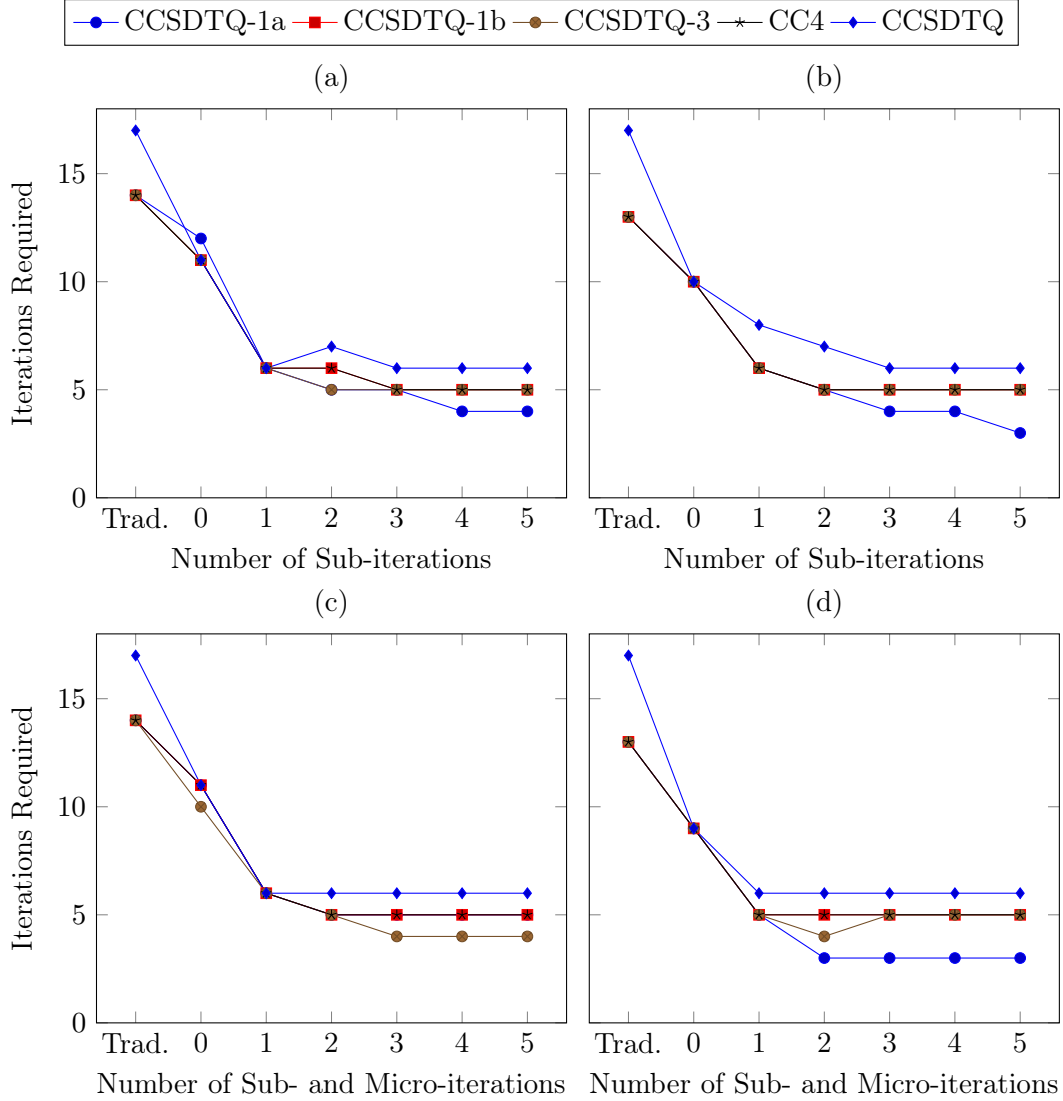 CCSDTQ-1a CCSDTQ-1b CCSDTQ-3 CC4 CCSDTQ
(a) (b)
15
10
5
0
Iterations Required
Trad. 0 1 2 3 4 5
Trad. 0 1 2 3 4 5
Number of Sub-iterations
Number of Sub-iterations
(c) (d)
15
10
5
0
Iterations Required
Trad. 0 1 2 3 4 5
Trad. 0 1 2 3 4 5
Number of Sub- and Micro-iterations
Number of Sub- and Micro-iterations